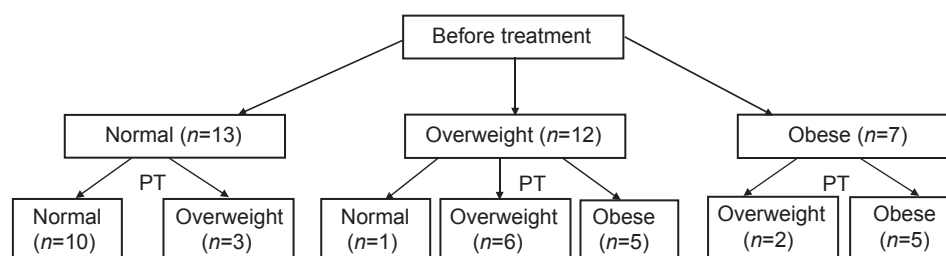 Before treatment
Normal (n=13)
Overweight (n=12)
Obese (n=7)
PT
PT
PT
Normal
(n=10)
Overweight
(n=3)
Normal
(n=1)
Overweight
(n=6)
Obese
(n=5)
Overweight
(n=2)
Obese
(n=5)